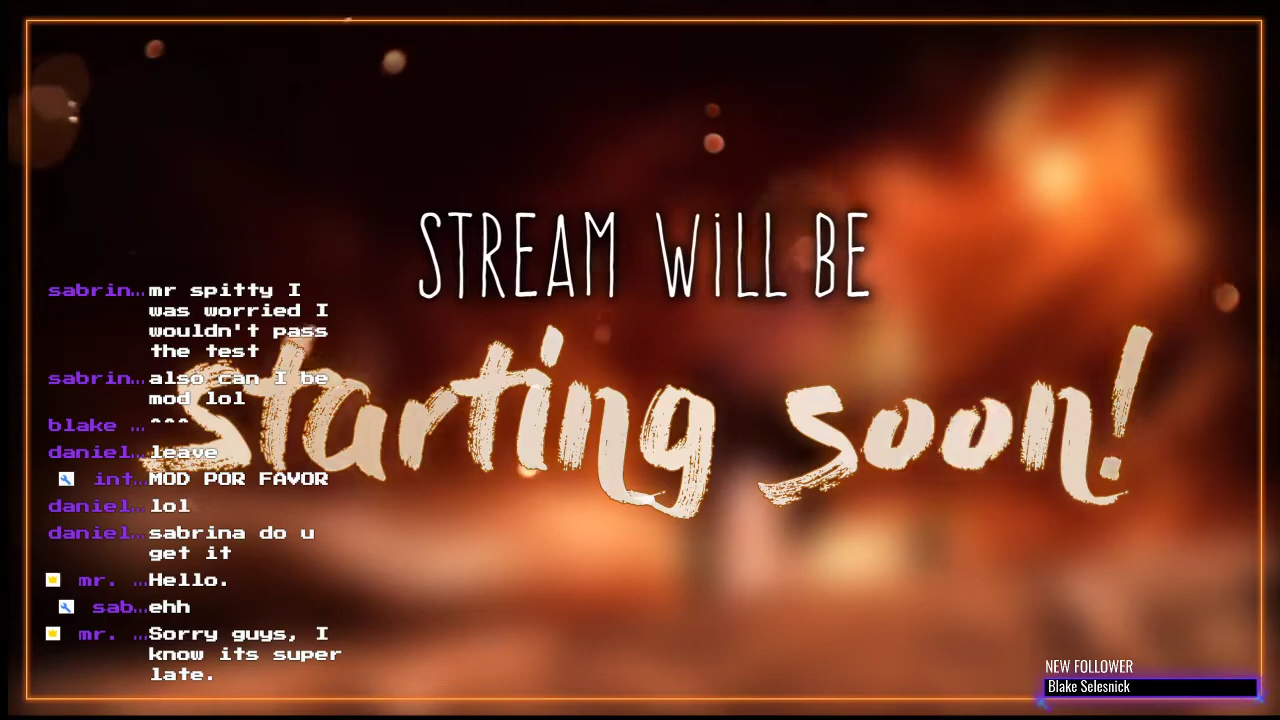 STREAM WiLL BE
starting soon!
sabrin...mr spitty I
was worried I
wouldn't pass
the test
sabrin...also can I be
mod lol
blake ...^^^
daniel...leave
int...MOD POR FAVOR
daniel...lol
daniel...sabrina do u
get it
mr. ...Hello.
sab...ehh
mr. ...Sorry guys, I
know its super
late.
NEW FOLLOWER
Blake Selesnick